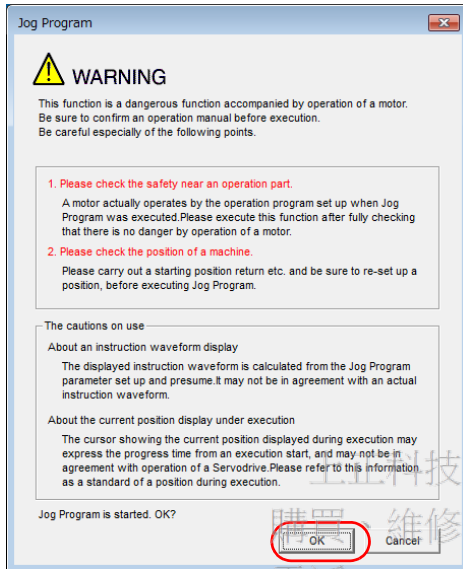 Jog Program
WARNING
This function is a dangerous function accompanied by operation of a motor.
Be sure to confirm an operation manual before execution.
Be careful especially of the following points.
1. Please check the safety near an operation part.
A motor actually operates by the operation program set up when Jog
Program was executed.Please execute this function after fully checking
that there is no danger by operation of a motor.
2. Please check the position of a machine.
Please carry out a starting position return etc. and be sure to re-set up a
position, before executing Jog Program.
The cautions on use
About an instruction waveform display
The displayed instruction waveform is calculated from the Jog Program
parameter set up and presume.It may not be in agreement with an actual
instruction waveform.
About the current position display under execution
The cursor showing the current position displayed during execution may
express the progress time from an execution start, and may not be in
agreement with operation of a Servodrive.Please refer to this information
as a standard of a position during execution.
科技
Jog Program is started. OK?
購買、維修
OK
Cancel